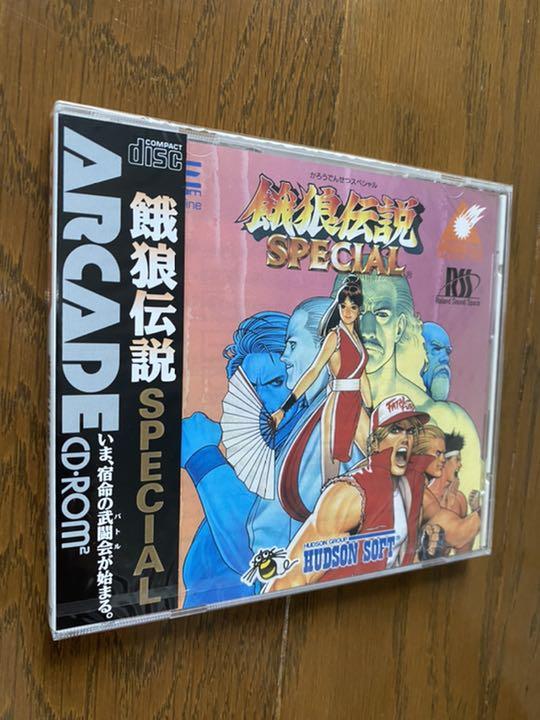 COMPACT
disc
ARCADE
CD·ROM²
餓狼伝説
SPECIAL
いま、宿命の武闘会が始まる。
バトル
がろうでんせつスペシャル
餓狼伝説
SPECIAL
RSS
Roland Sound Space
FATAL
HUDSON GROUP
HUDSON SOFT